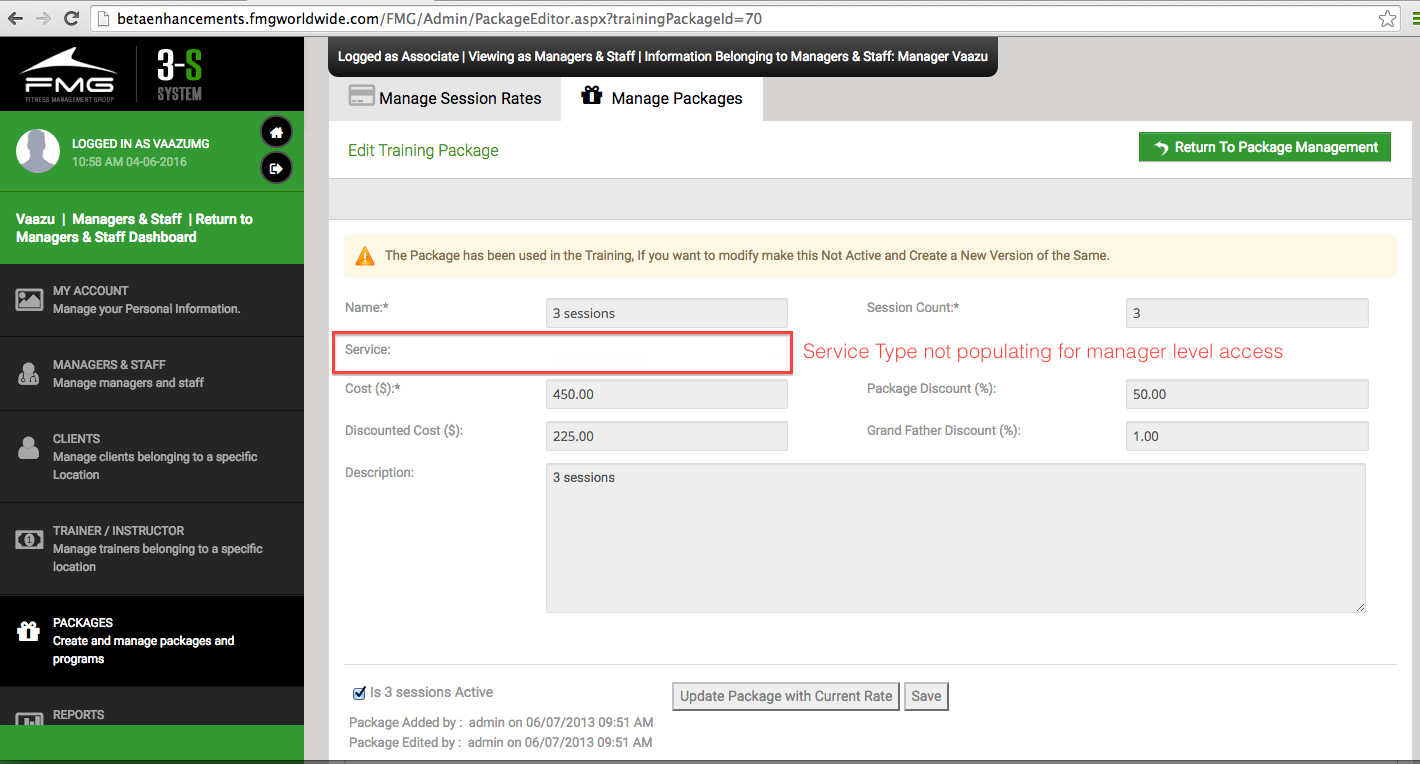 betaenhancements.fmgworldwide.com/FMG/Admin/PackageEditor.aspx?trainingPackageId=70
FMG
FITNESS MANAGEMENT GROUP
3-S
SYSTEM
LOGGED IN AS VAAZUMG
10:58 AM 04-06-2016
Vaazu | Managers & Staff | Return to
Managers & Staff Dashboard
MY ACCOUNT
Manage your Personal Information.
MANAGERS & STAFF
Manage managers and staff
CLIENTS
Manage clients belonging to a specific
Location
TRAINER / INSTRUCTOR
Manage trainers belonging to a specific
location
PACKAGES
Create and manage packages and
programs
REPORTS
Logged as Associate | Viewing as Managers & Staff | Information Belonging to Managers & Staff: Manager Vaazu
Manage Session Rates
Manage Packages
Edit Training Package
Return To Package Management
The Package has been used in the Training, If you want to modify make this Not Active and Create a New Version of the Same.
Name:* 3 sessions Session Count:* 3
Service: Service Type not populating for manager level access
Cost ($):* 450.00 Package Discount (%): 50.00
Discounted Cost ($): 225.00 Grand Father Discount (%): 1.00
Description: 3 sessions
Is 3 sessions Active Update Package with Current Rate Save
Package Added by : admin on 06/07/2013 09:51 AM
Package Edited by : admin on 06/07/2013 09:51 AM